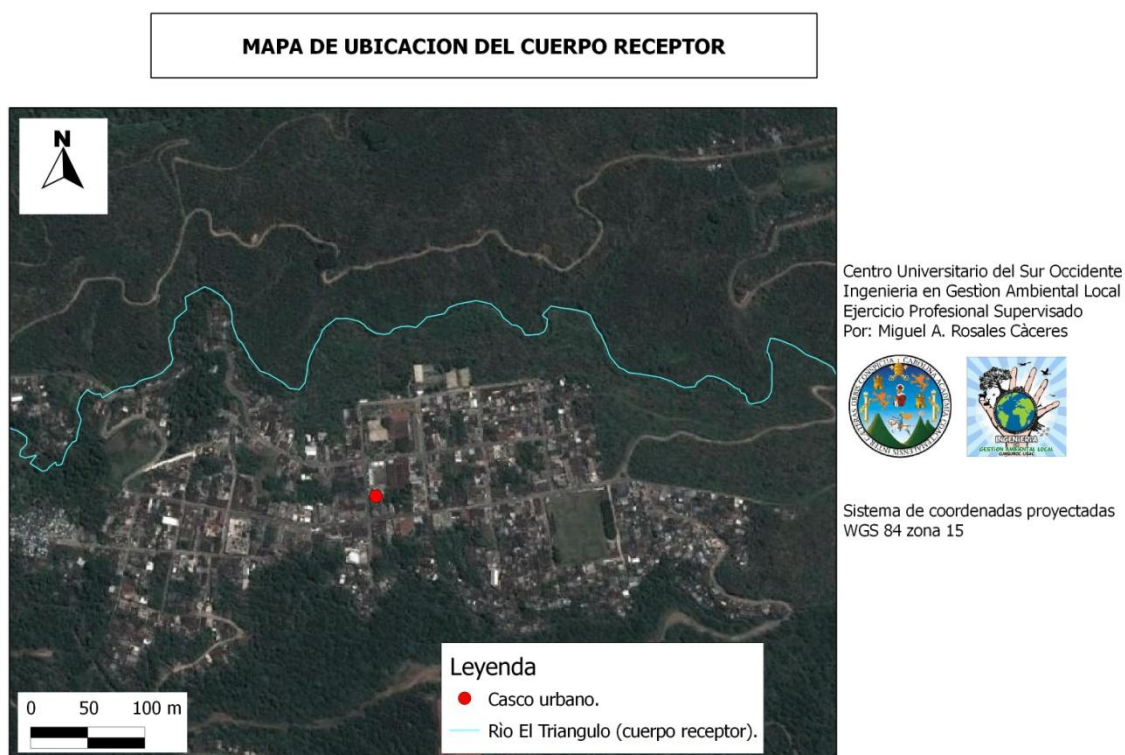 MAPA DE UBICACION DEL CUERPO RECEPTOR
N
Centro Universitario del Sur Occidente
Ingenieria en Gestìon Ambiental Local
Ejercicio Profesional Supervisado
Por: Miguel A. Rosales Càceres
INGENIERIA
GESTION AMBIENTAL LOCAL
Sistema de coordenadas proyectadas
WGS 84 zona 15
Leyenda
Casco urbano.
Rìo El Triangulo (cuerpo receptor).
0 50 100 m